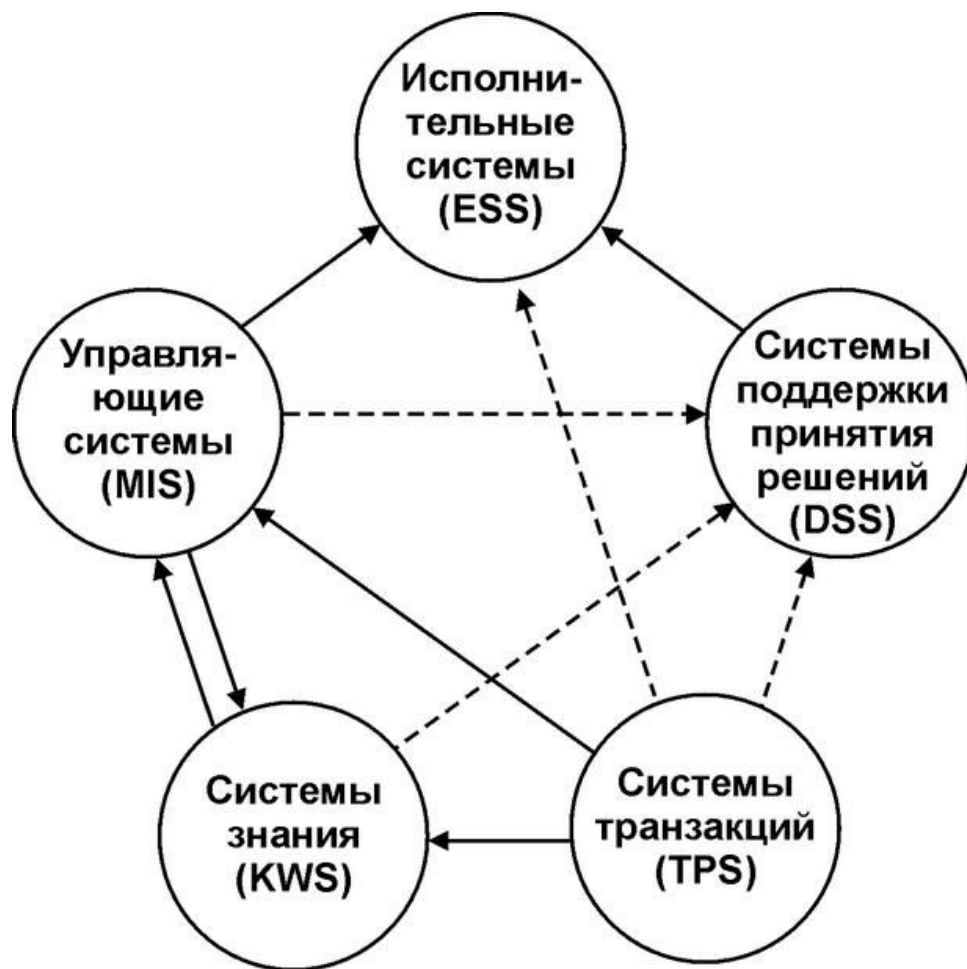 Исполни-
тельные
системы
(ESS)
Управля-
ющие
системы
(MIS)
Системы
поддержки
принятия
решений
(DSS)
Системы
знания
(KWS)
Системы
транзакций
(TPS)